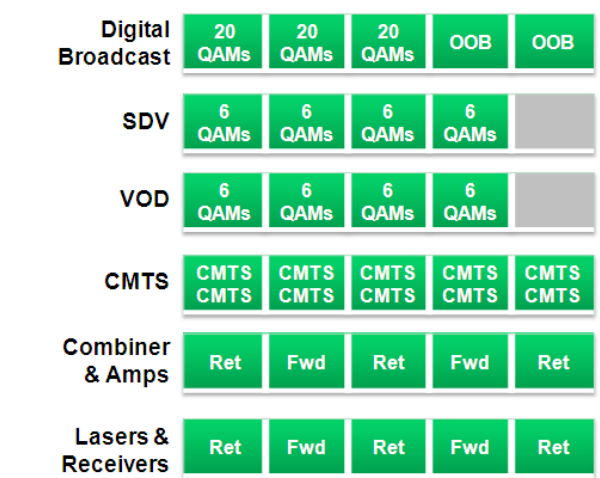 Digital
Broadcast
20 20 20 OOB OOB
QAMs QAMs QAMs
SDV
6 6 6 6
QAMs QAMs QAMs QAMs
VOD
6 6 6 6
QAMs QAMs QAMs QAMs
CMTS
CMTS CMTS CMTS CMTS CMTS
CMTS CMTS CMTS CMTS CMTS
Combiner
& Amps
Ret Fwd Ret Fwd Ret
Lasers &
Receivers
Ret Fwd Ret Fwd Ret